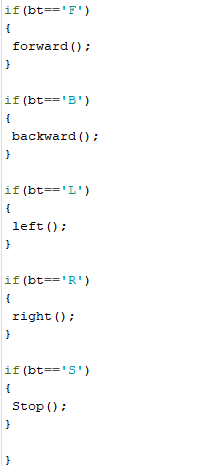 if(bt=='F')
{
 forward();
}

if(bt=='B')
{
 backward();
}

if(bt=='L')
{
 left();
}

if(bt=='R')
{
 right();
}

if(bt=='S')
{
 Stop();
}

}